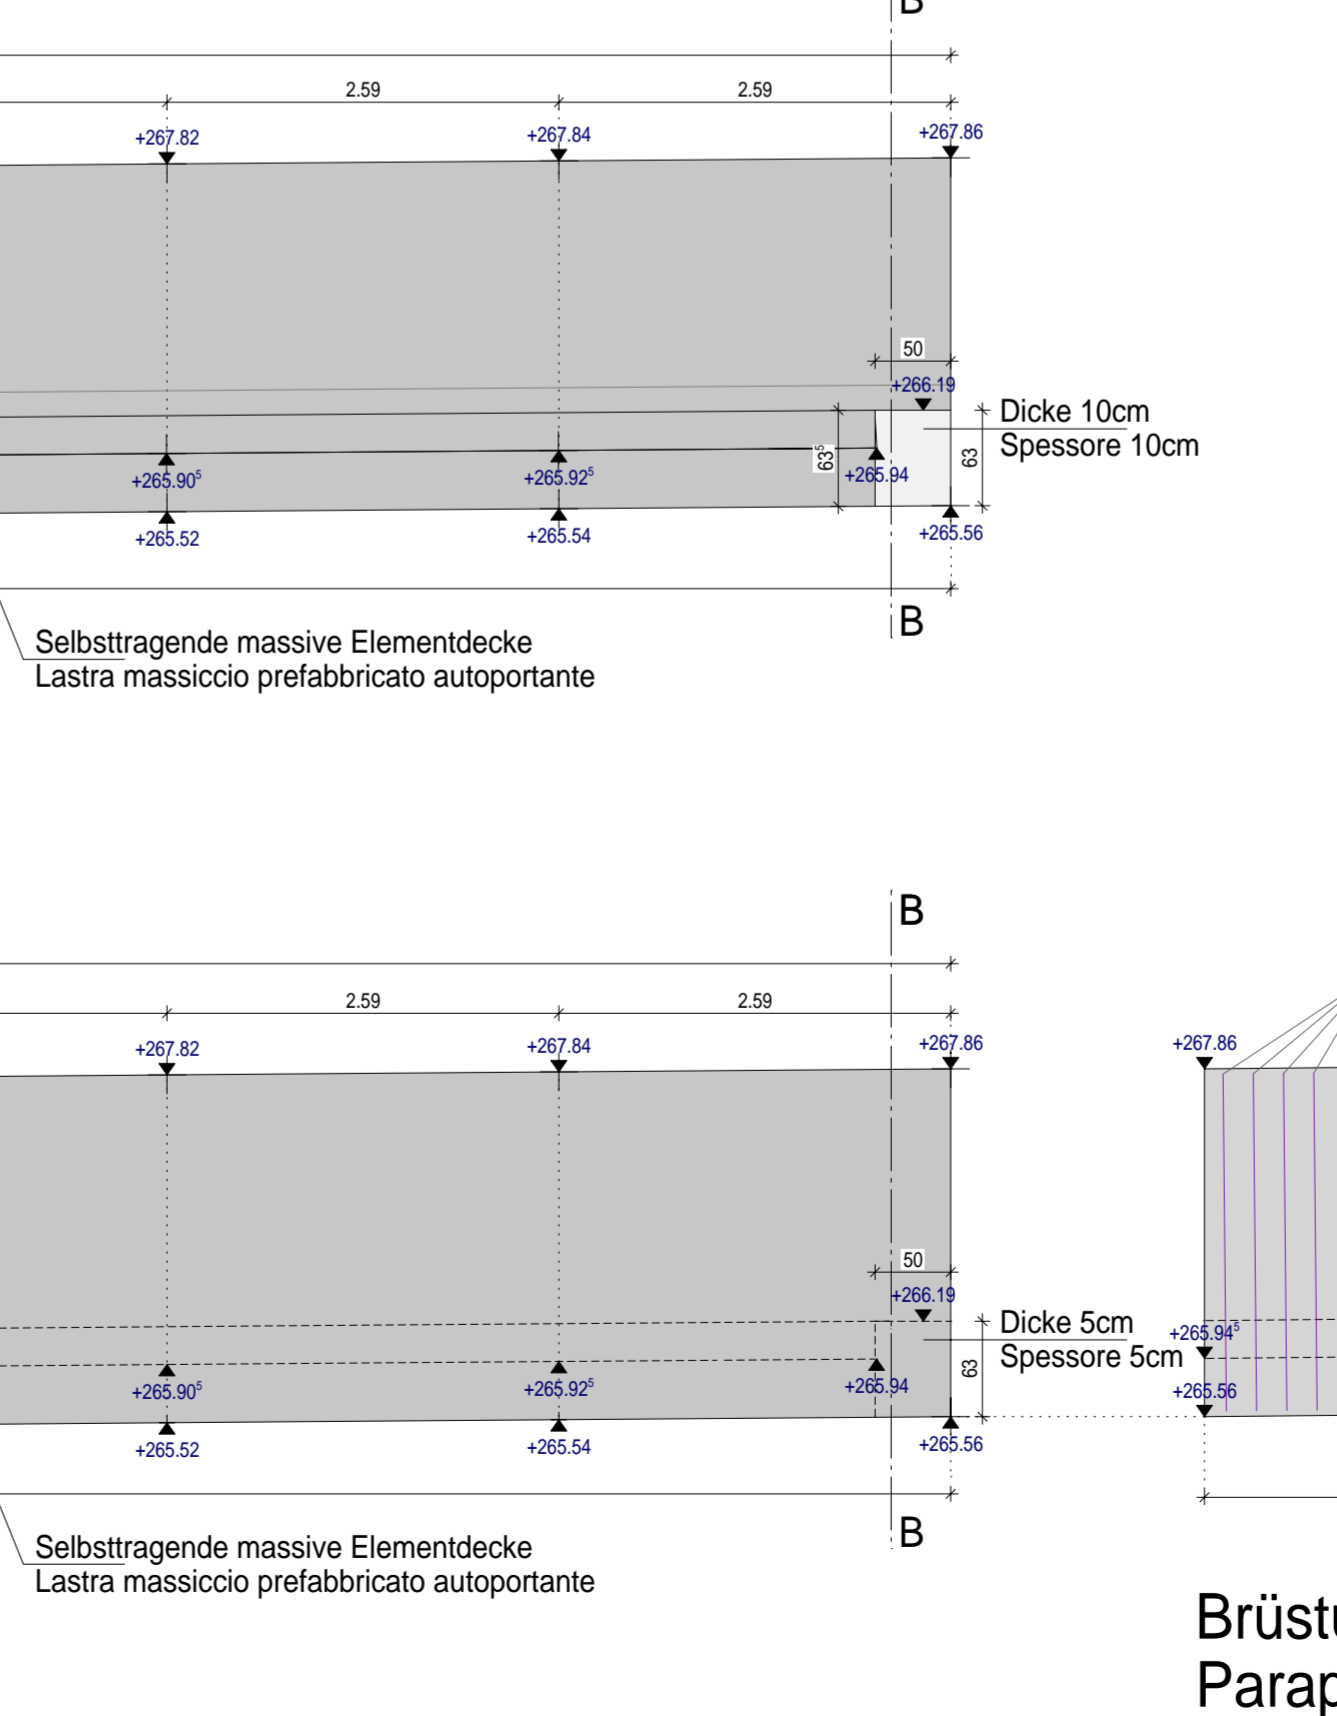 B
2.59 2.59
+267.82 +267.84 +267.86
50
+266.19
Dicke 10cm
Spessore 10cm
63⁵ 63
+265.90⁵ +265.92⁵ +265.94
+265.52 +265.54 +265.56
B
Selbsttragende massive Elementdecke
Lastra massiccio prefabbricato autoportante
B
2.59 2.59
+267.82 +267.84 +267.86 +267.86
50
+266.19
Dicke 5cm
Spessore 5cm
63
+265.94⁵
+265.90⁵ +265.92⁵ +265.94 +265.56
+265.52 +265.54 +265.56
B
Selbsttragende massive Elementdecke
Lastra massiccio prefabbricato autoportante